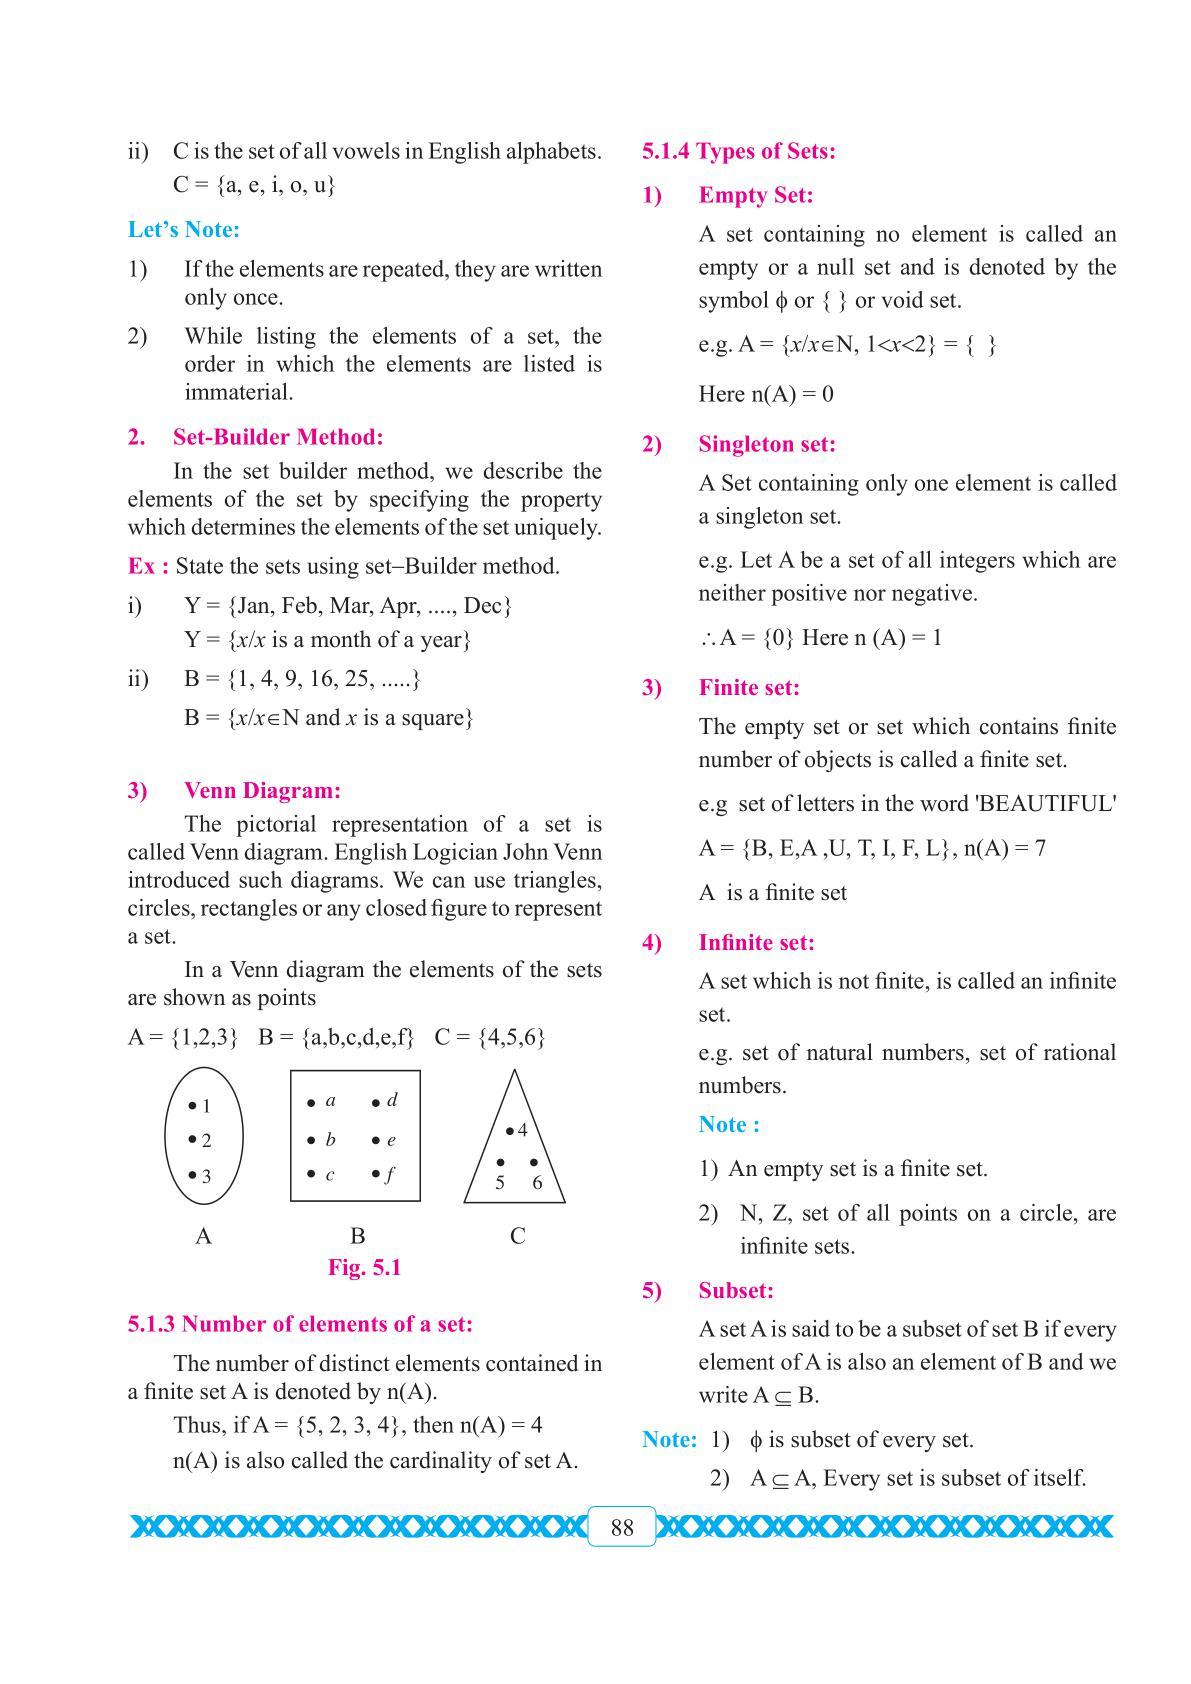 ii) C is the set of all vowels in English alphabets.
C = {a, e, i, o, u}
Let's Note:
1) If the elements are repeated, they are written
only once.
2) While listing the elements of a set, the
order in which the elements are listed is
immaterial.
2. Set-Builder Method:
In the set builder method, we describe the
elements of the set by specifying the property
which determines the elements of the set uniquely.
Ex : State the sets using set–Builder method.
i) Y = {Jan, Feb, Mar, Apr, ...., Dec}
Y = {x/x is a month of a year}
ii) B = {1, 4, 9, 16, 25, .....}
B = {x/x∈N and x is a square}
3) Venn Diagram:
The pictorial representation of a set is
called Venn diagram. English Logician John Venn
introduced such diagrams. We can use triangles,
circles, rectangles or any closed figure to represent
a set.
In a Venn diagram the elements of the sets
are shown as points
A = {1,2,3} B = {a,b,c,d,e,f} C = {4,5,6}
• 1
• 2
• 3
A
• a • d
• b • e
• c • f
B
• 4
• •
5 6
C
Fig. 5.1
5.1.3 Number of elements of a set:
The number of distinct elements contained in
a finite set A is denoted by n(A).
Thus, if A = {5, 2, 3, 4}, then n(A) = 4
n(A) is also called the cardinality of set A.
5.1.4 Types of Sets:
1) Empty Set:
A set containing no element is called an
empty or a null set and is denoted by the
symbol ϕ or { } or void set.
e.g. A = {x/x∈N, 1<x<2} = { }
Here n(A) = 0
2) Singleton set:
A Set containing only one element is called
a singleton set.
e.g. Let A be a set of all integers which are
neither positive nor negative.
∴ A = {0} Here n (A) = 1
3) Finite set:
The empty set or set which contains finite
number of objects is called a finite set.
e.g set of letters in the word 'BEAUTIFUL'
A = {B, E,A ,U, T, I, F, L}, n(A) = 7
A is a finite set
4) Infinite set:
A set which is not finite, is called an infinite
set.
e.g. set of natural numbers, set of rational
numbers.
Note :
1) An empty set is a finite set.
2) N, Z, set of all points on a circle, are
infinite sets.
5) Subset:
A set A is said to be a subset of set B if every
element of A is also an element of B and we
write A ⊆ B.
Note: 1) ϕ is subset of every set.
2) A ⊆ A, Every set is subset of itself.
88